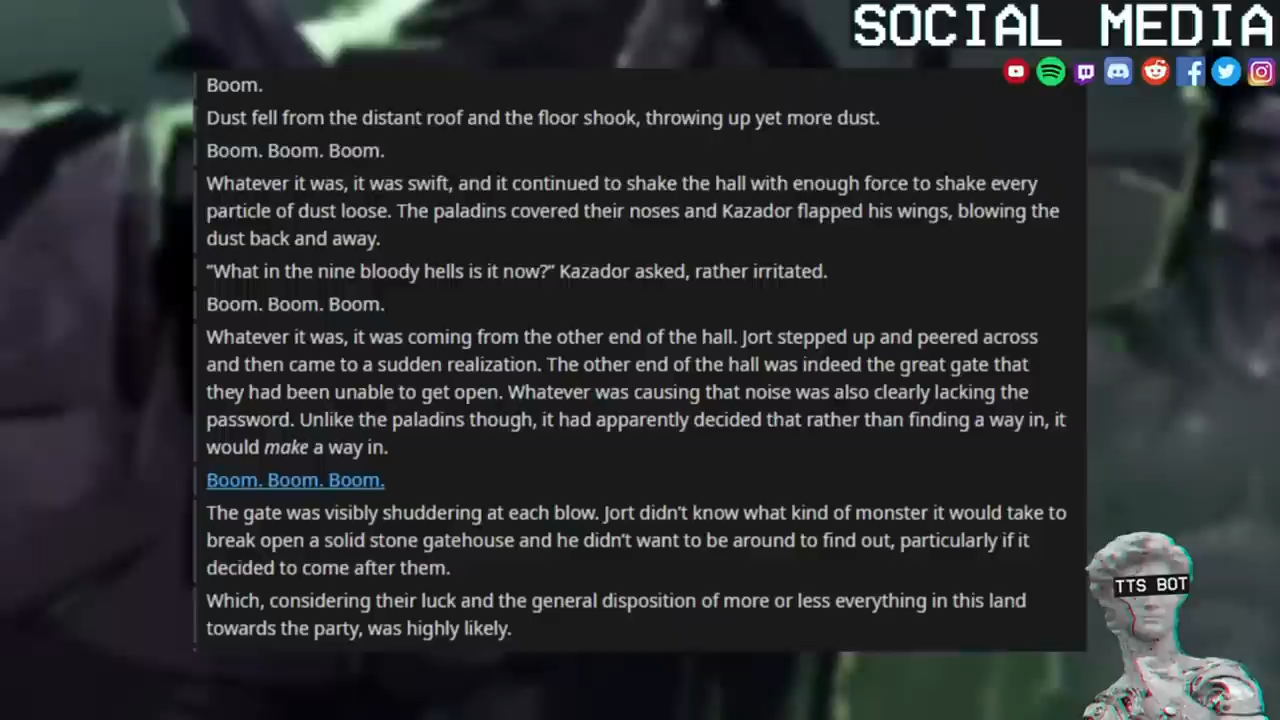 SOCIAL MEDIA
Boom.
Dust fell from the distant roof and the floor shook, throwing up yet more dust.
Boom. Boom. Boom.
Whatever it was, it was swift, and it continued to shake the hall with enough force to shake every
particle of dust loose. The paladins covered their noses and Kazador flapped his wings, blowing the
dust back and away.
“What in the nine bloody hells is it now?” Kazador asked, rather irritated.
Boom. Boom. Boom.
Whatever it was, it was coming from the other end of the hall. Jort stepped up and peered across
and then came to a sudden realization. The other end of the hall was indeed the great gate that
they had been unable to get open. Whatever was causing that noise was also clearly lacking the
password. Unlike the paladins though, it had apparently decided that rather than finding a way in, it
would make a way in.
Boom. Boom. Boom.
The gate was visibly shuddering at each blow. Jort didn’t know what kind of monster it would take to
break open a solid stone gatehouse and he didn’t want to be around to find out, particularly if it
decided to come after them.
Which, considering their luck and the general disposition of more or less everything in this land
towards the party, was highly likely.
TTS BOT